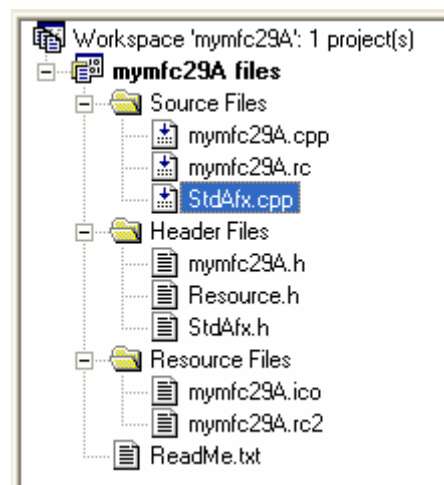 Workspace 'mymfc29A': 1 project(s)
mymfc29A files
Source Files
mymfc29A.cpp
mymfc29A.rc
StdAfx.cpp
Header Files
mymfc29A.h
Resource.h
StdAfx.h
Resource Files
mymfc29A.ico
mymfc29A.rc2
ReadMe.txt